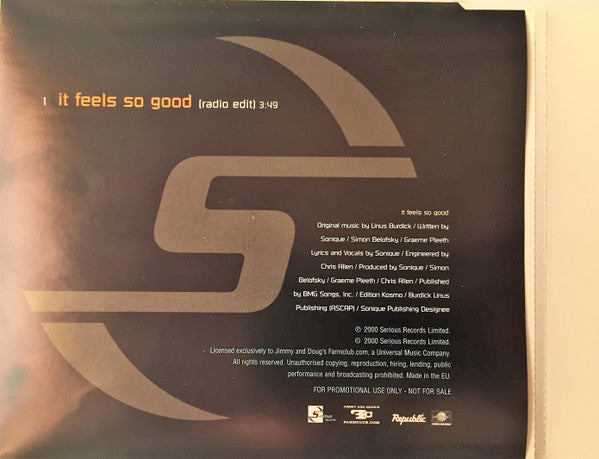 1 it feels so good (radio edit) 3:49
it feels so good
Original music by Linus Burdick / Written by
Sonique / Simon Belofsky / Graeme Pleeth
Lyrics and Vocals by Sonique / Engineered by
Chris Allen / Produced by Sonique / Simon
Belofsky / Graeme Pleeth / Chris Allen / Published
by BMG Songs, Inc. / Edition Kosmo / Burdick Linus
Publishing (ASCAP) / Sonique Publishing Designee
℗ 2000 Serious Records Limited.
© 2000 Serious Records Limited.
Licensed exclusively to Jimmy and Doug's Farmclub.com, a Universal Music Company.
All rights reserved. Unauthorised copying, reproduction, hiring, lending, public
performance and broadcasting prohibited. Made in the EU.
FOR PROMOTIONAL USE ONLY - NOT FOR SALE
JIMMY AND DOUG'S
FARMCLUB.COM
Republic